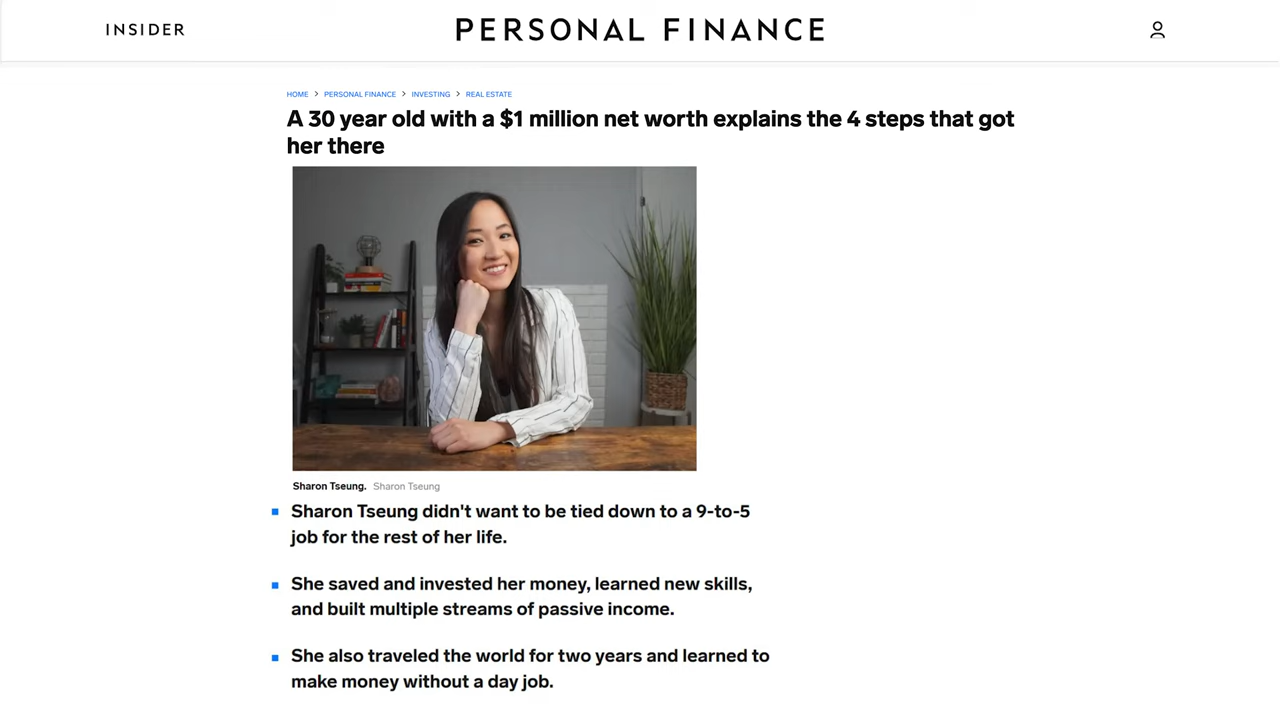 INSIDER
PERSONAL FINANCE
HOME > PERSONAL FINANCE > INVESTING > REAL ESTATE
A 30 year old with a $1 million net worth explains the 4 steps that got
her there
Sharon Tseung. Sharon Tseung
Sharon Tseung didn't want to be tied down to a 9-to-5
job for the rest of her life.
She saved and invested her money, learned new skills,
and built multiple streams of passive income.
She also traveled the world for two years and learned to
make money without a day job.